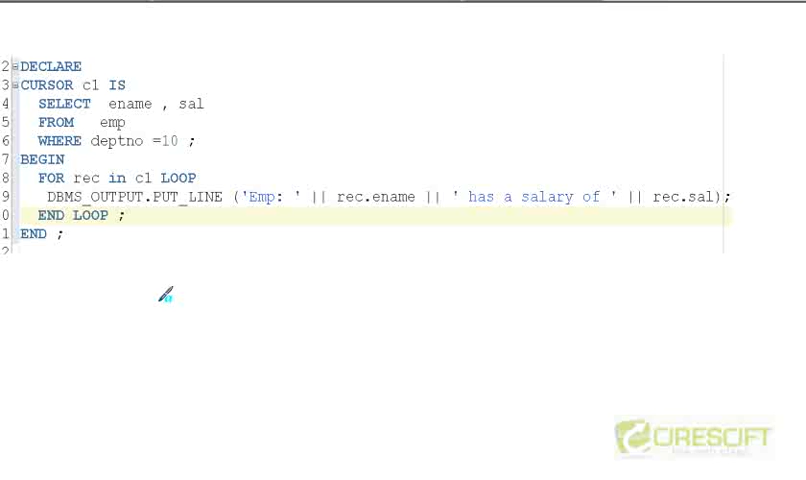 2 DECLARE
3 CURSOR c1 IS
4 SELECT ename , sal
5 FROM emp
6 WHERE deptno =10 ;
7 BEGIN
8 FOR rec in c1 LOOP
9 DBMS_OUTPUT.PUT_LINE ('Emp: ' || rec.ename || ' has a salary of ' || rec.sal);
0 END LOOP ;
1 END ;
2